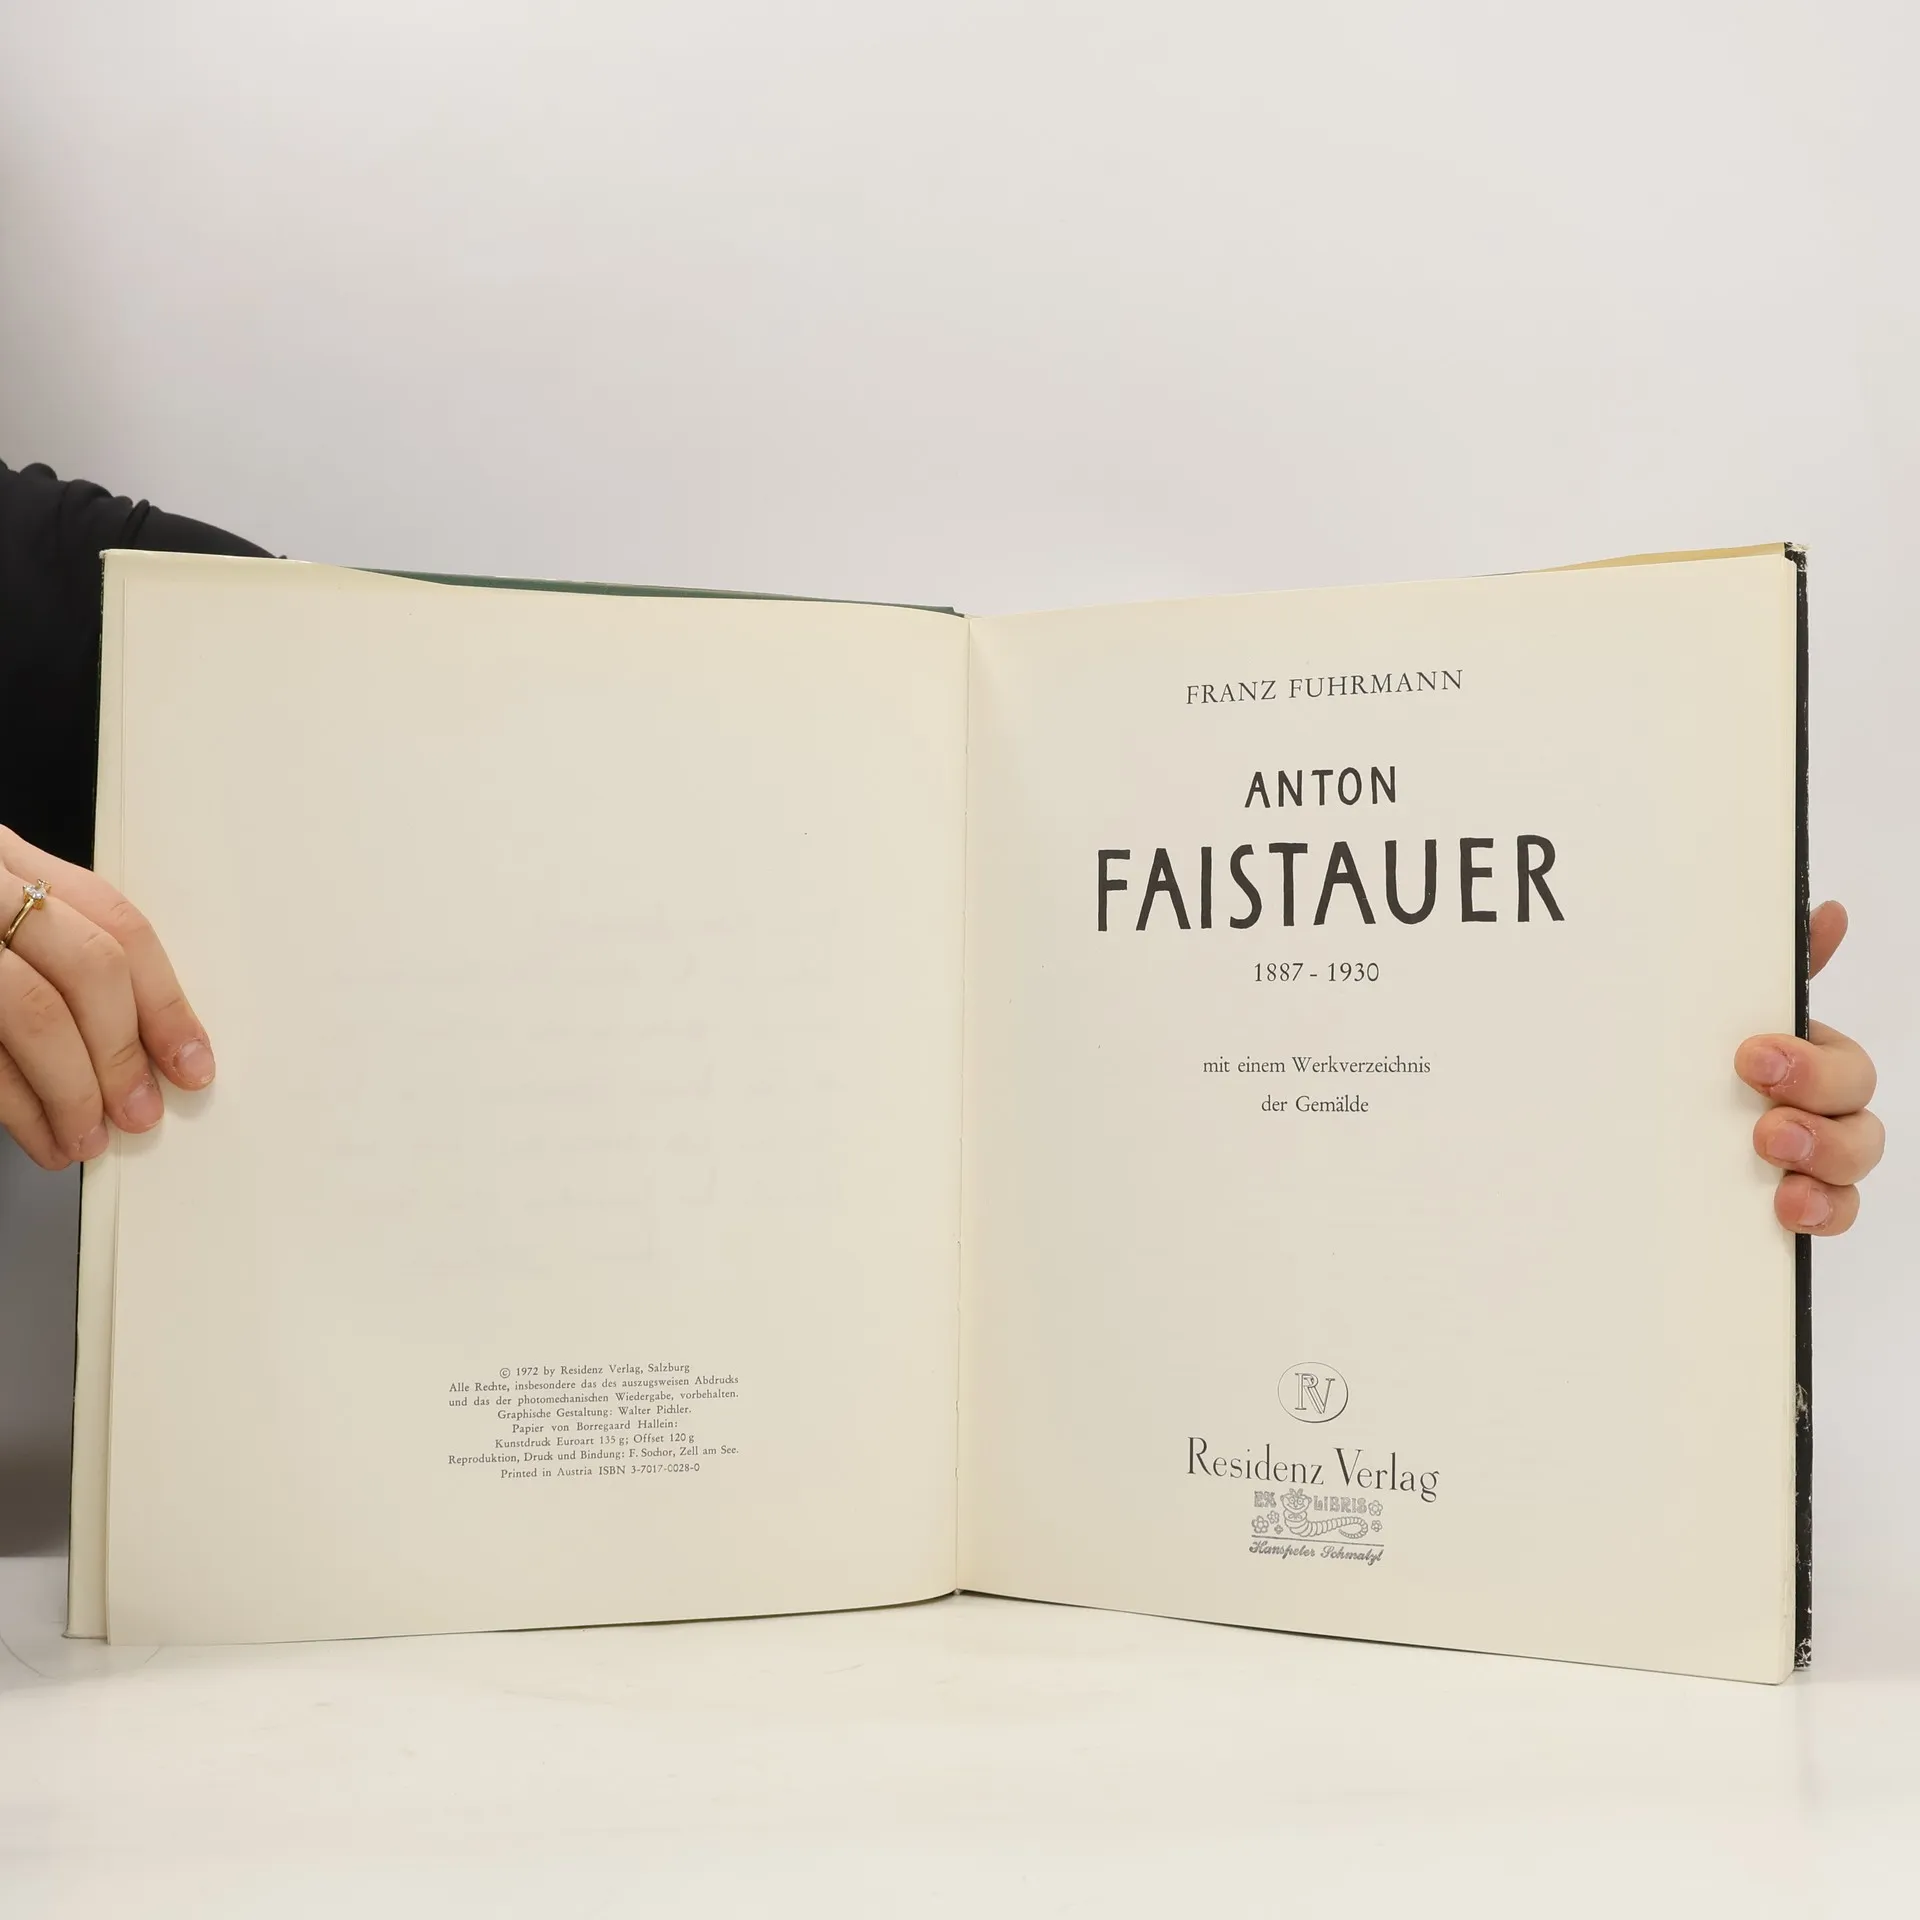 © 1972 by Residenz Verlag, Salzburg
Alle Rechte, insbesondere das des auszugsweisen Abdrucks
und das der photomechanischen Wiedergabe, vorbehalten.
Graphische Gestaltung: Walter Pichler.
Papier von Borregaard Hallein:
Kunstdruck Euroart 135 g; Offset 120 g
Reproduktion, Druck und Bindung: F. Sochor, Zell am See.
Printed in Austria ISBN 3-7017-0028-0
FRANZ FUHRMANN
ANTON
FAISTAUER
1887 - 1930
mit einem Werkverzeichnis
der Gemälde
RV
Residenz Verlag
EX LIBRIS
Hanspeter Schmatzl